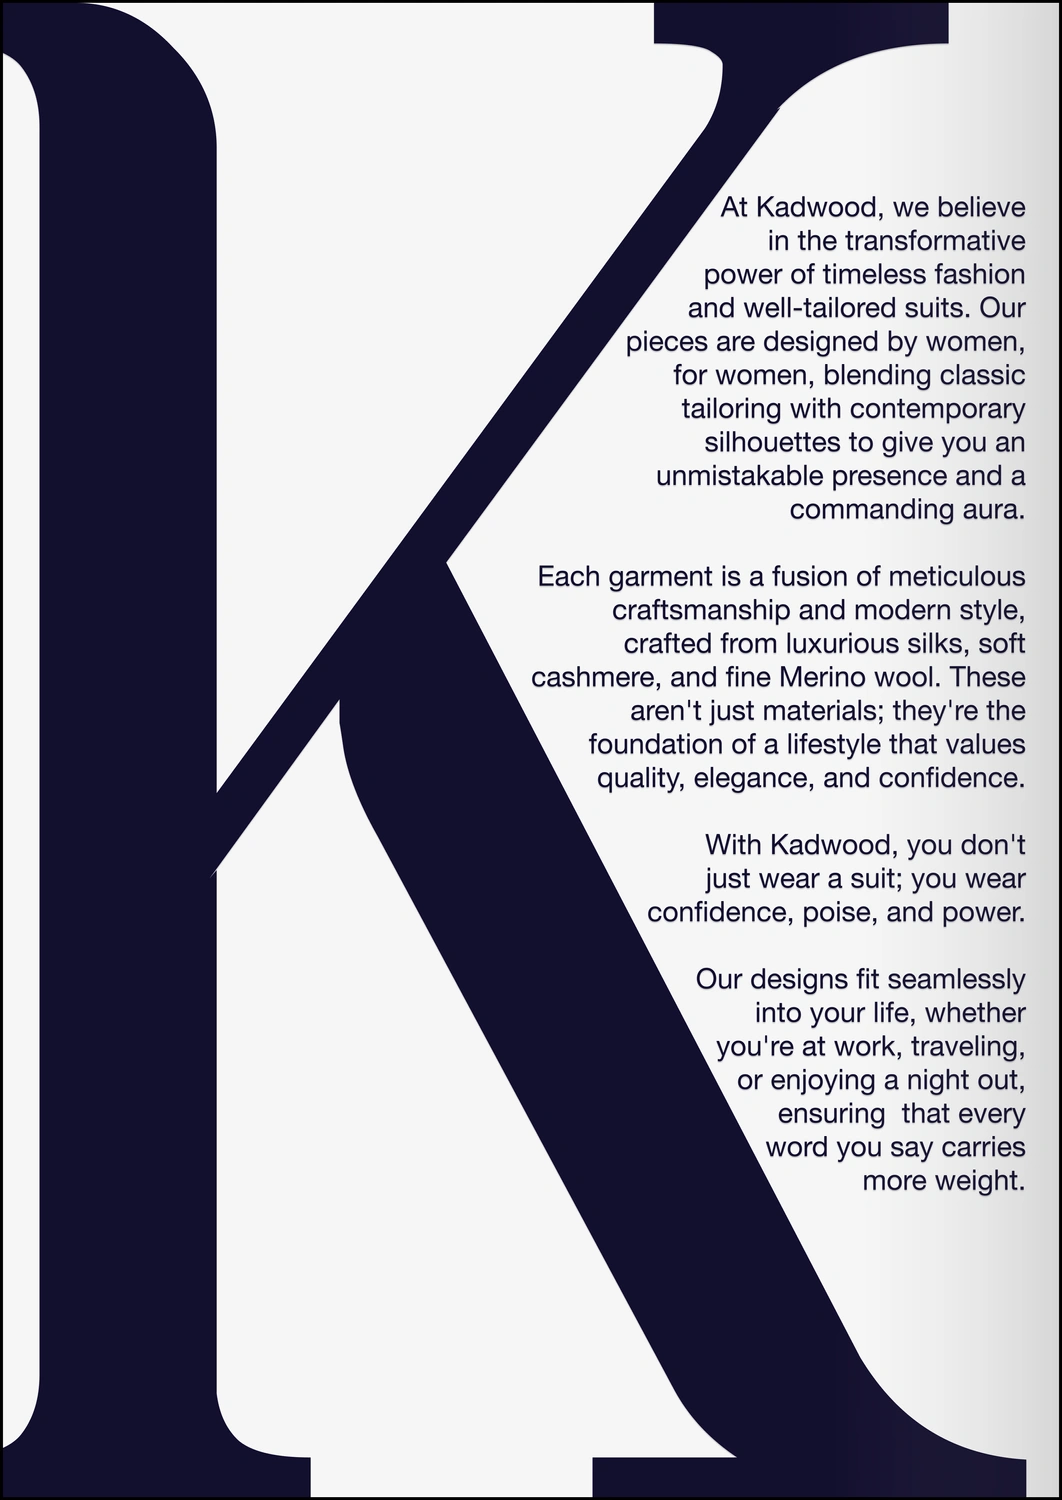 K
At Kadwood, we believe
in the transformative
power of timeless fashion
and well-tailored suits. Our
pieces are designed by women,
for women, blending classic
tailoring with contemporary
silhouettes to give you an
unmistakable presence and a
commanding aura.
Each garment is a fusion of meticulous
craftsmanship and modern style,
crafted from luxurious silks, soft
cashmere, and fine Merino wool. These
aren't just materials; they're the
foundation of a lifestyle that values
quality, elegance, and confidence.
With Kadwood, you don't
just wear a suit; you wear
confidence, poise, and power.
Our designs fit seamlessly
into your life, whether
you're at work, traveling,
or enjoying a night out,
ensuring  that every
word you say carries
more weight.